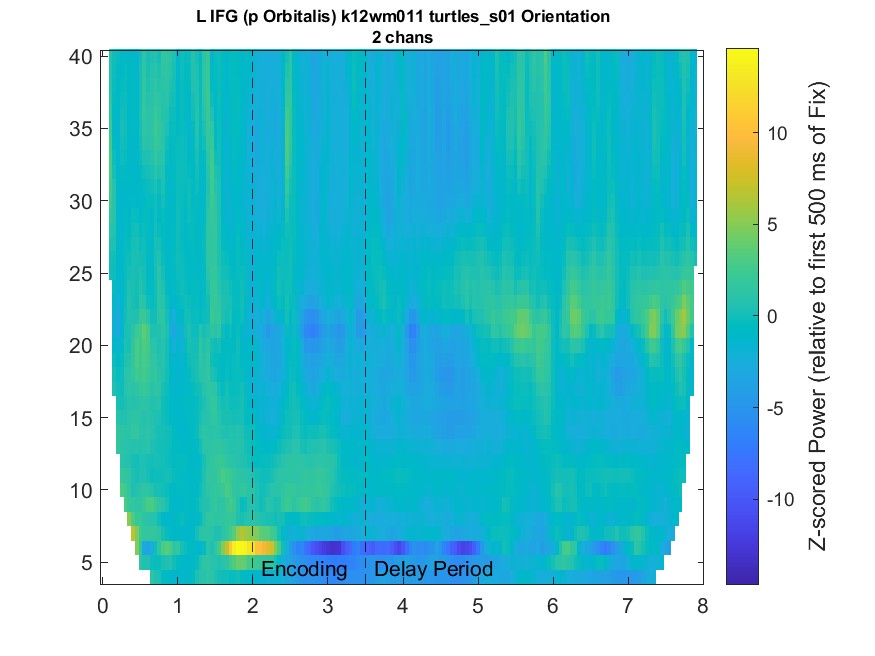 L IFG (p Orbitalis) k12wm011 turtles_s01 Orientation
2 chans
40
35
30
25
20
15
10
5
Encoding
Delay Period
0 1 2 3 4 5 6 7 8
10
5
0
-5
-10
Z-scored Power (relative to first 500 ms of Fix)